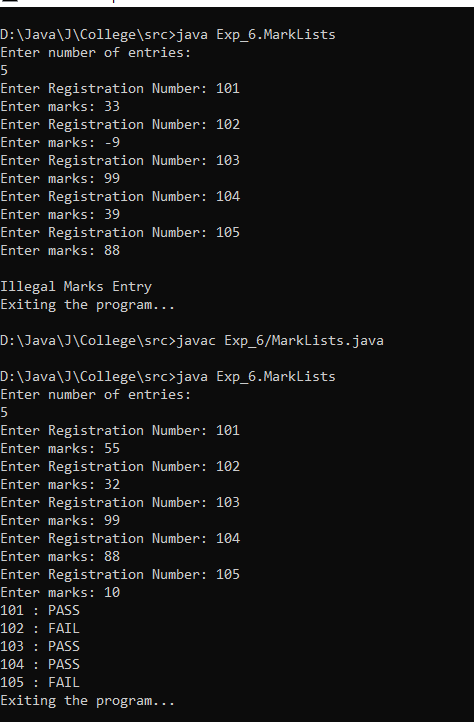 D:\Java\J\College\src>java Exp_6.MarkLists
Enter number of entries:
5
Enter Registration Number: 101
Enter marks: 33
Enter Registration Number: 102
Enter marks: -9
Enter Registration Number: 103
Enter marks: 99
Enter Registration Number: 104
Enter marks: 39
Enter Registration Number: 105
Enter marks: 88
Illegal Marks Entry
Exiting the program...
D:\Java\J\College\src>javac Exp_6/MarkLists.java
D:\Java\J\College\src>java Exp_6.MarkLists
Enter number of entries:
5
Enter Registration Number: 101
Enter marks: 55
Enter Registration Number: 102
Enter marks: 32
Enter Registration Number: 103
Enter marks: 99
Enter Registration Number: 104
Enter marks: 88
Enter Registration Number: 105
Enter marks: 10
101 : PASS
102 : FAIL
103 : PASS
104 : PASS
105 : FAIL
Exiting the program...